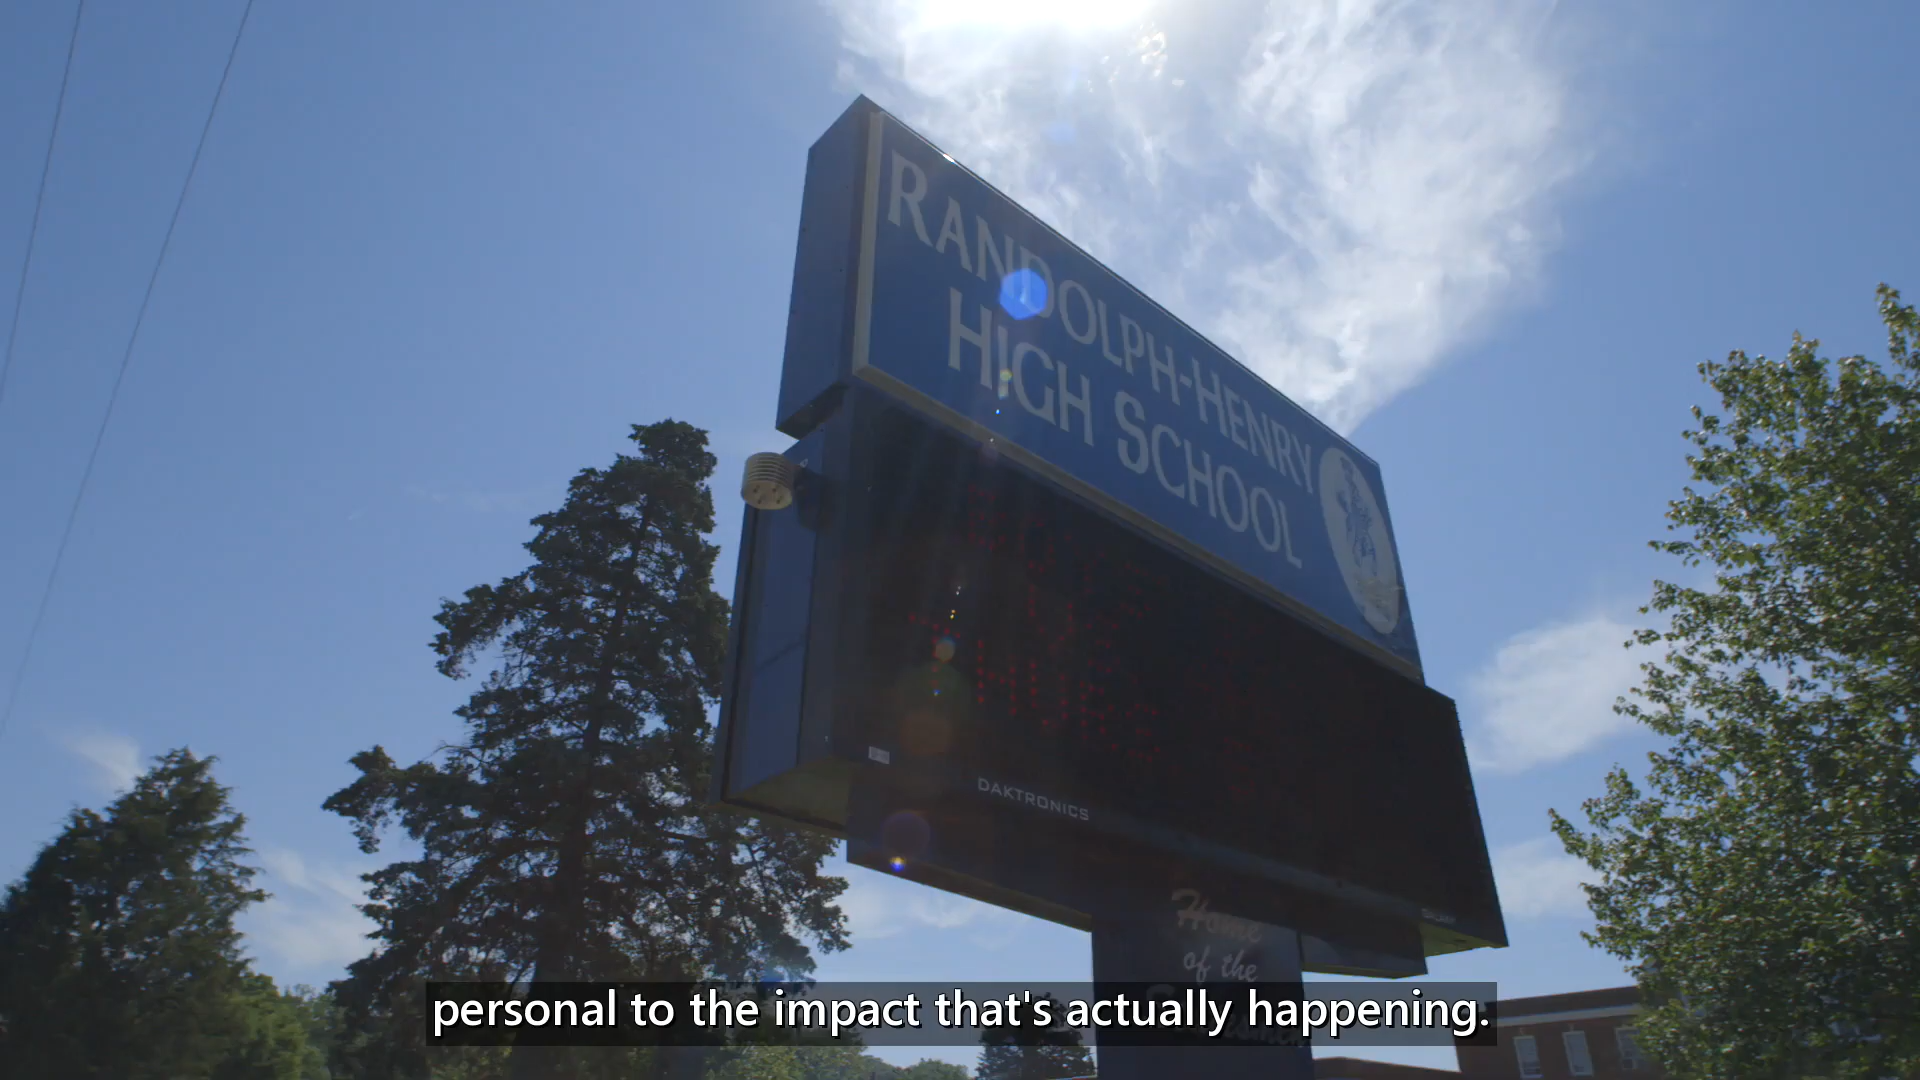 RANDOLPH-HENRY
HIGH SCHOOL
DAKTRONICS
Home
of the
personal to the impact that's actually happening.